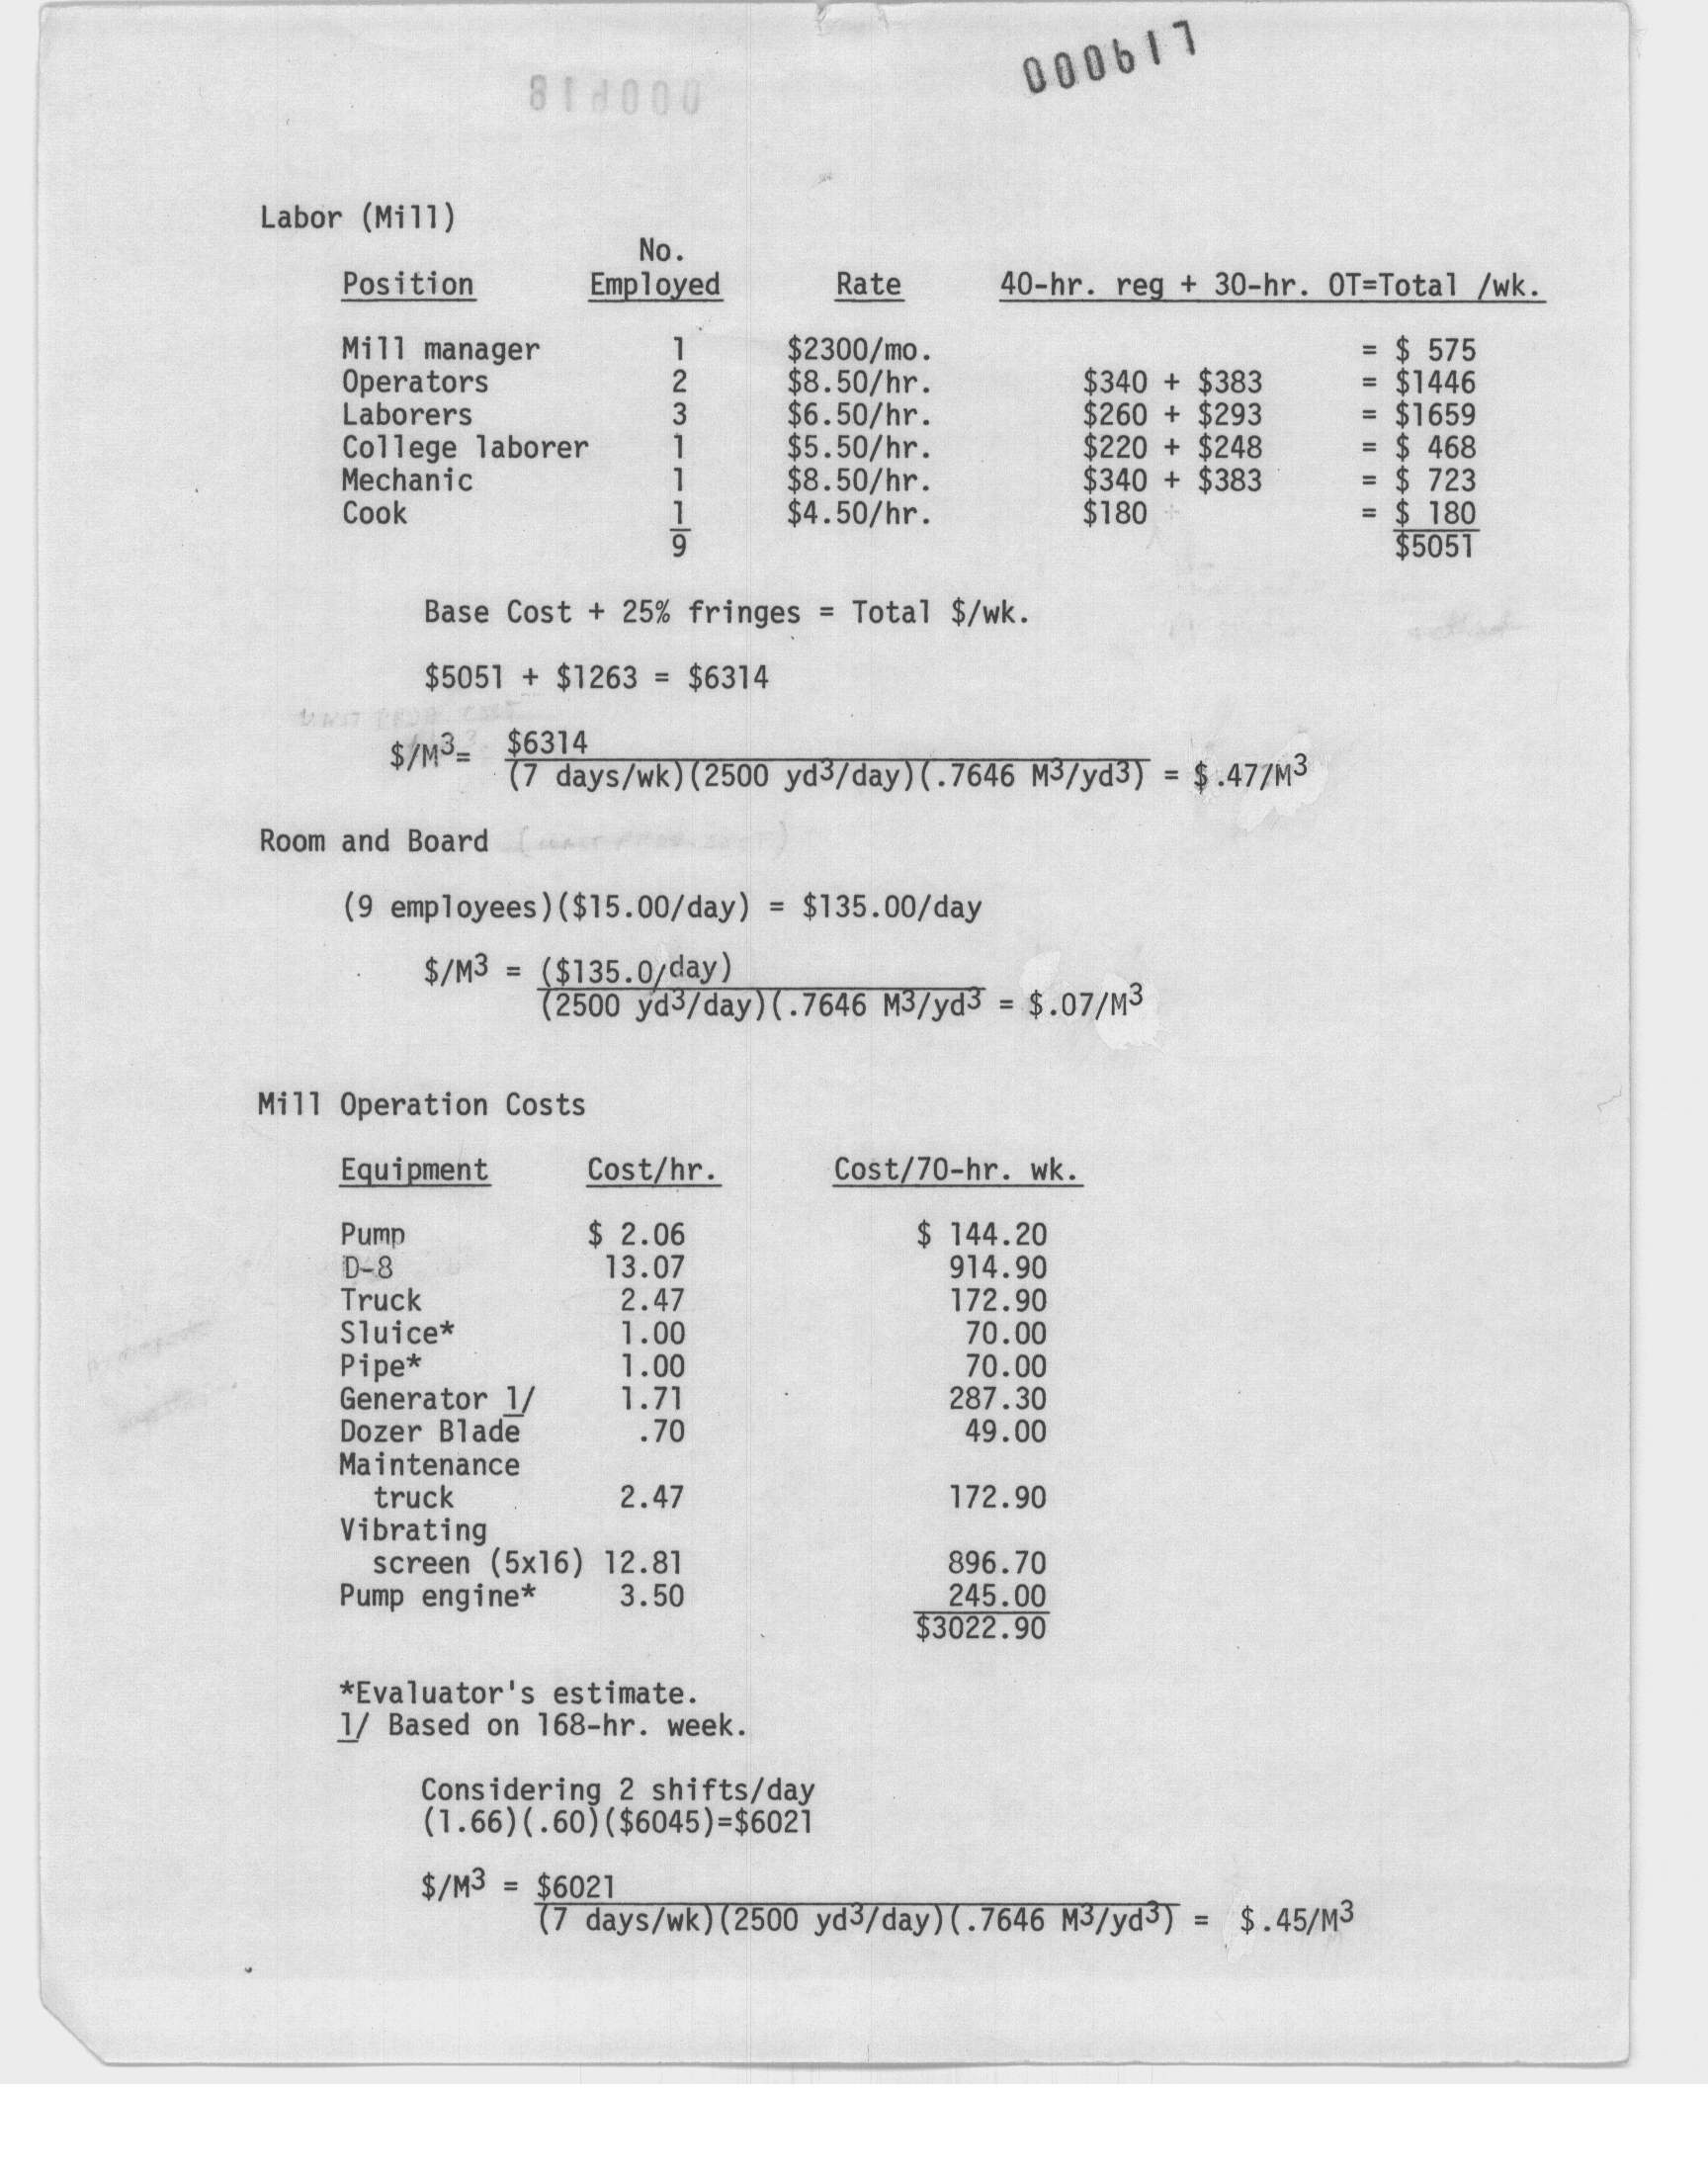 000617
000618
Labor (Mill)
No.
Position Employed Rate 40-hr. reg + 30-hr. OT=Total /wk.
Mill manager 1 $2300/mo. = $ 575
Operators 2 $8.50/hr. $340 + $383 = $1446
Laborers 3 $6.50/hr. $260 + $293 = $1659
College laborer 1 $5.50/hr. $220 + $248 = $ 468
Mechanic 1 $8.50/hr. $340 + $383 = $ 723
Cook 1 $4.50/hr. $180 = $ 180
9 $5051
Base Cost + 25% fringes = Total $/wk.
$5051 + $1263 = $6314
$/M3= $6314
(7 days/wk)(2500 yd3/day)(.7646 M3/yd3) = $.47/M3
Room and Board
(9 employees)($15.00/day) = $135.00/day
$/M3 = ($135.0/day)
(2500 yd3/day)(.7646 M3/yd3 = $.07/M3
Mill Operation Costs
Equipment Cost/hr. Cost/70-hr. wk.
Pump $ 2.06 $ 144.20
D-8 13.07 914.90
Truck 2.47 172.90
Sluice* 1.00 70.00
Pipe* 1.00 70.00
Generator 1/ 1.71 287.30
Dozer Blade .70 49.00
Maintenance
truck 2.47 172.90
Vibrating
screen (5x16) 12.81 896.70
Pump engine* 3.50 245.00
$3022.90
*Evaluator's estimate.
1/ Based on 168-hr. week.
Considering 2 shifts/day
(1.66)(.60)($6045)=$6021
$/M3 = $6021
(7 days/wk)(2500 yd3/day)(.7646 M3/yd3) = $.45/M3